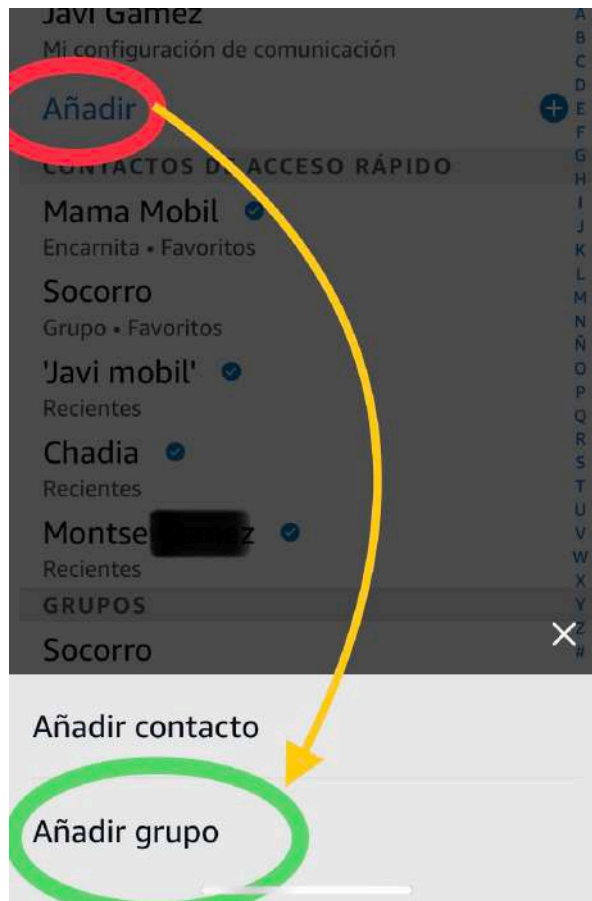 Javi Gamez
Mi configuración de comunicación
Añadir
CONTACTOS DE ACCESO RÁPIDO
Mama Mobil
Encarnita • Favoritos
Socorro
Grupo • Favoritos
'Javi mobil'
Recientes
Chadia
Recientes
Montse
Recientes
GRUPOS
Socorro
A
B
C
D
E
F
G
H
I
J
K
L
M
N
Ñ
O
P
Q
R
S
T
U
V
W
X
Y
Z
#
Añadir contacto
Añadir grupo